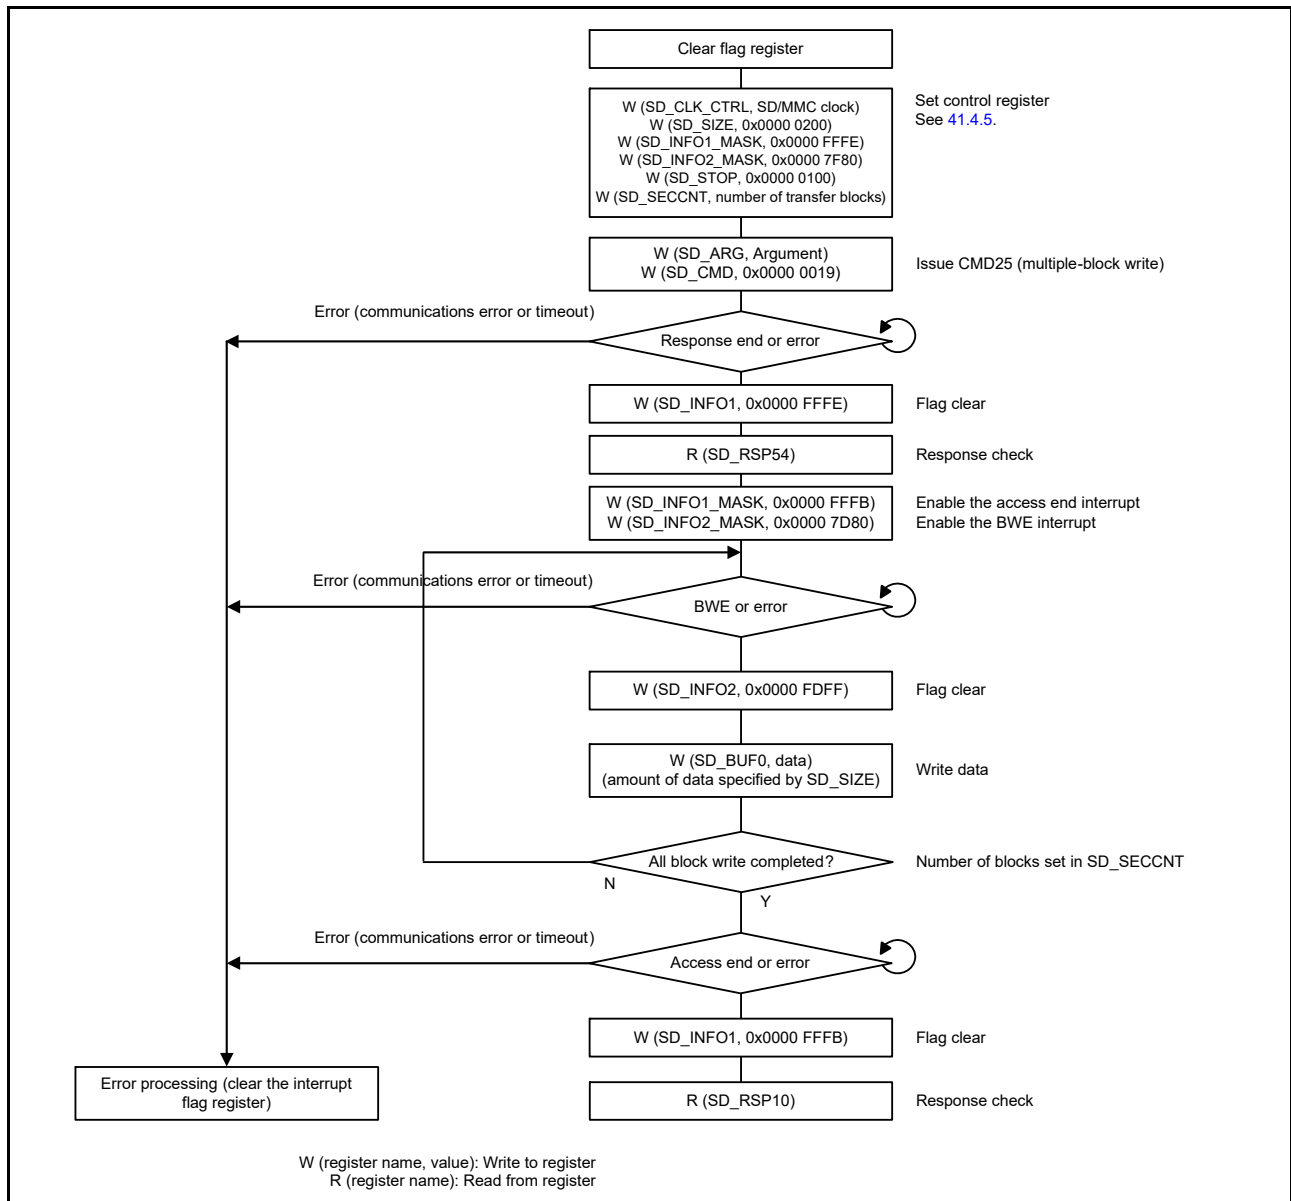 Clear flag register
W (SD_CLK_CTRL, SD/MMC clock)
W (SD_SIZE, 0x0000 0200)
W (SD_INFO1_MASK, 0x0000 FFFE)
W (SD_INFO2_MASK, 0x0000 7F80)
W (SD_STOP, 0x0000 0100)
W (SD_SECCNT, number of transfer blocks)
Set control register
See 41.4.5.
W (SD_ARG, Argument)
W (SD_CMD, 0x0000 0019)
Issue CMD25 (multiple-block write)
Error (communications error or timeout)
Response end or error
W (SD_INFO1, 0x0000 FFFE)
Flag clear
R (SD_RSP54)
Response check
W (SD_INFO1_MASK, 0x0000 FFFB)
W (SD_INFO2_MASK, 0x0000 7D80)
Enable the access end interrupt
Enable the BWE interrupt
Error (communications error or timeout)
BWE or error
W (SD_INFO2, 0x0000 FDFF)
Flag clear
W (SD_BUF0, data)
(amount of data specified by SD_SIZE)
Write data
All block write completed?
Number of blocks set in SD_SECCNT
N
Y
Error (communications error or timeout)
Access end or error
W (SD_INFO1, 0x0000 FFFB)
Flag clear
Error processing (clear the interrupt
flag register)
R (SD_RSP10)
Response check
W (register name, value): Write to register
R (register name): Read from register